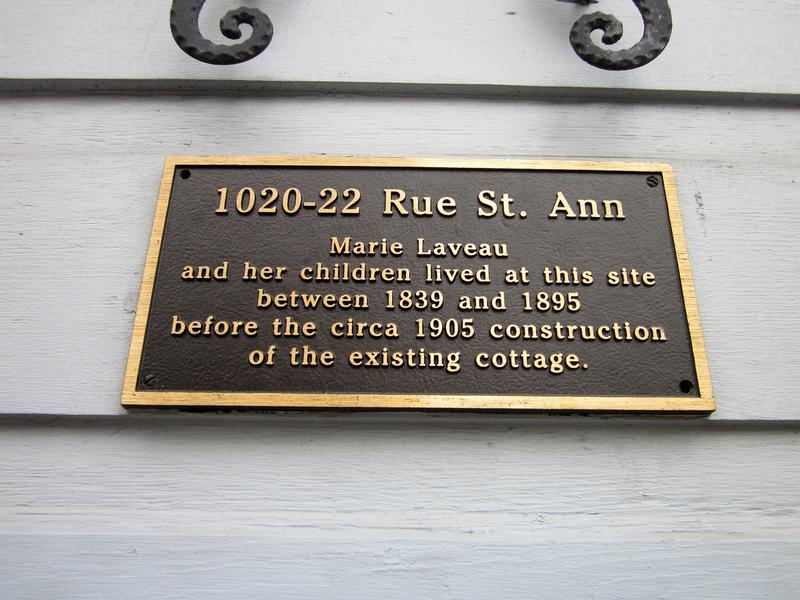 1020-22 Rue St. Ann
Marie Laveau
and her children lived at this site
between 1839 and 1895
before the circa 1905 construction
of the existing cottage.